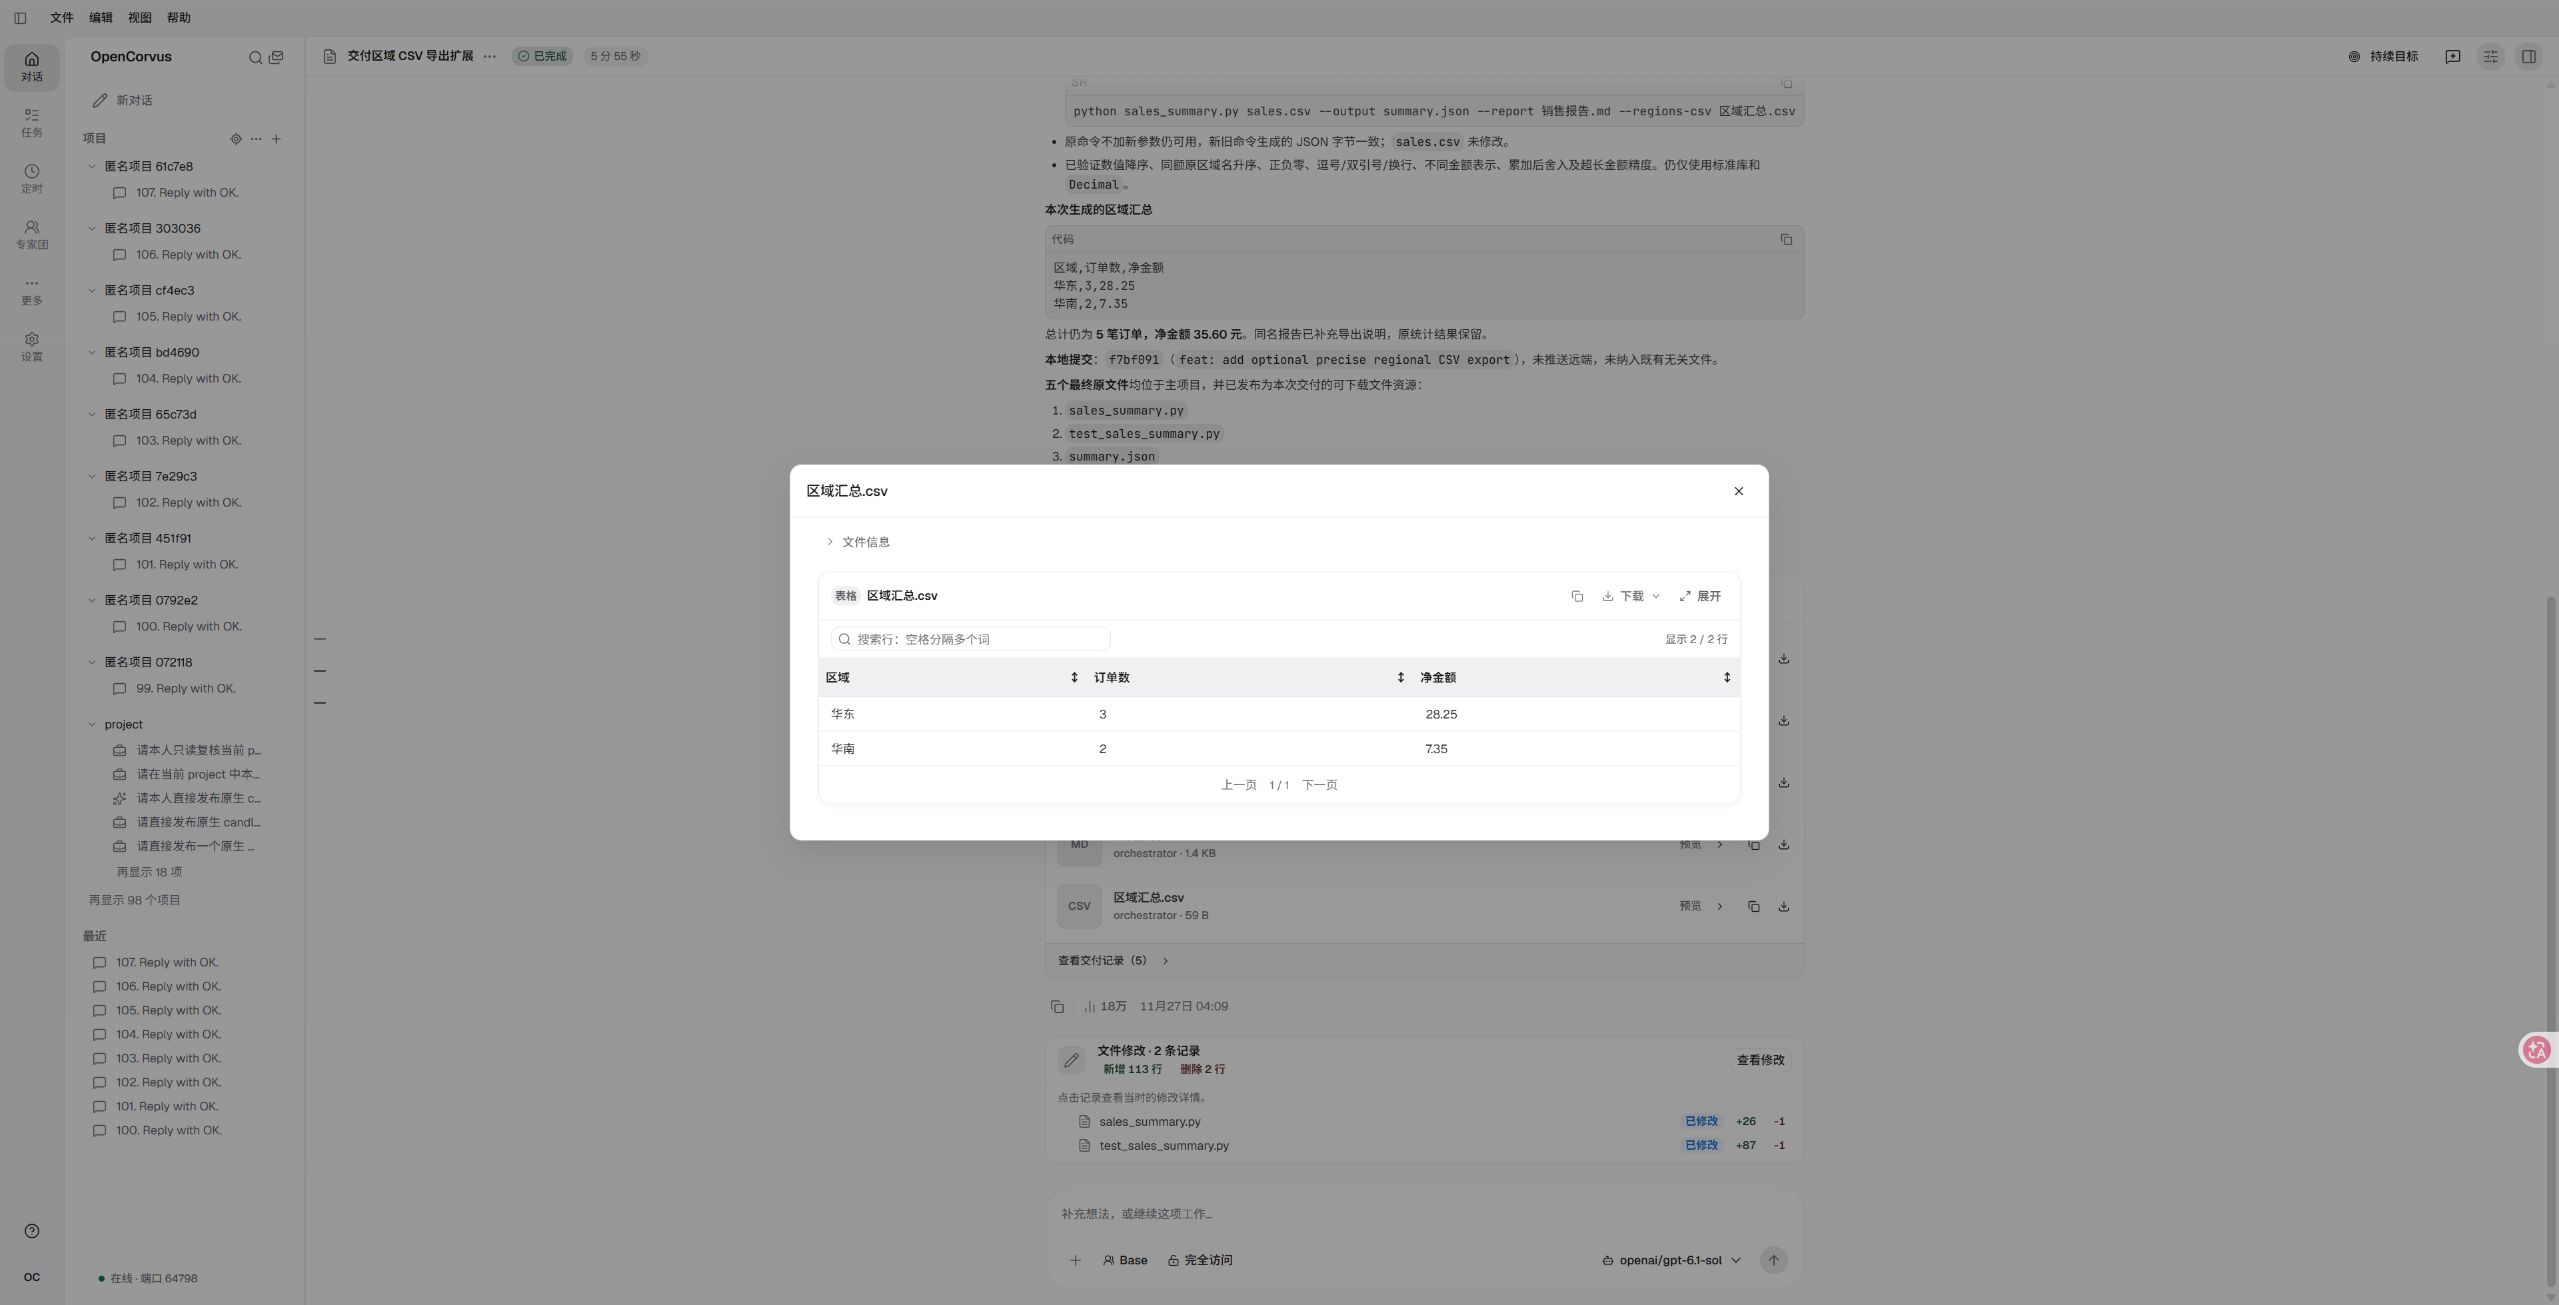 文件 编辑 视图 帮助
对话
任务
定时
专家团
更多
设置
OC
OpenCorvus
新对话
项目
匿名项目 61c7e8
107. Reply with OK.
匿名项目 303036
106. Reply with OK.
匿名项目 cf4ec3
105. Reply with OK.
匿名项目 bd4690
104. Reply with OK.
匿名项目 65c73d
103. Reply with OK.
匿名项目 7e29c3
102. Reply with OK.
匿名项目 451f91
101. Reply with OK.
匿名项目 0792e2
100. Reply with OK.
匿名项目 072118
99. Reply with OK.
project
请本人只读复核当前 p...
请在当前 project 中本...
请本人直接发布原生 c...
请直接发布原生 candl...
请直接发布一个原生 ...
再显示 18 项
再显示 98 个项目
最近
107. Reply with OK.
106. Reply with OK.
105. Reply with OK.
104. Reply with OK.
103. Reply with OK.
102. Reply with OK.
101. Reply with OK.
100. Reply with OK.
在线 · 端口 64798
交付区域 CSV 导出扩展 ... 已完成 5 分 55 秒
持续目标
SH
python sales_summary.py sales.csv --output summary.json --report 销售报告.md --regions-csv 区域汇总.csv
• 原命令不加新参数仍可用，新旧命令生成的 JSON 字节一致；sales.csv 未修改。
• 已验证数值降序、同额原区域名升序、正负零、逗号/双引号/换行、不同金额表示、累加后舍入及超长金额精度。仍仅使用标准库和
Decimal。
本次生成的区域汇总
代码
区域,订单数,净金额
华东,3,28.25
华南,2,7.35
总计仍为 5 笔订单，净金额 35.60 元。同名报告已补充导出说明，原统计结果保留。
本地提交：f7bf091（feat: add optional precise regional CSV export），未推送远端，未纳入既有无关文件。
五个最终原文件均位于主项目，并已发布为本次交付的可下载文件资源：
1. sales_summary.py
2. test_sales_summary.py
3. summary.json
区域汇总.csv
文件信息
表格 区域汇总.csv 下载 展开
搜索行：空格分隔多个词 显示 2 / 2 行
区域 订单数 净金额
华东 3 28.25
华南 2 7.35
上一页 1 / 1 下一页
MD
orchestrator · 1.4 KB 预览
CSV
区域汇总.csv
orchestrator · 59 B 预览
查看交付记录（5）
18万 11月27日 04:09
文件修改 · 2 条记录
新增 113 行 删除 2 行
查看修改
点击记录查看当时的修改详情。
sales_summary.py 已修改 +26 -1
test_sales_summary.py 已修改 +87 -1
补充想法，或继续这项工作...
Base 完全访问 openai/gpt-6.1-sol